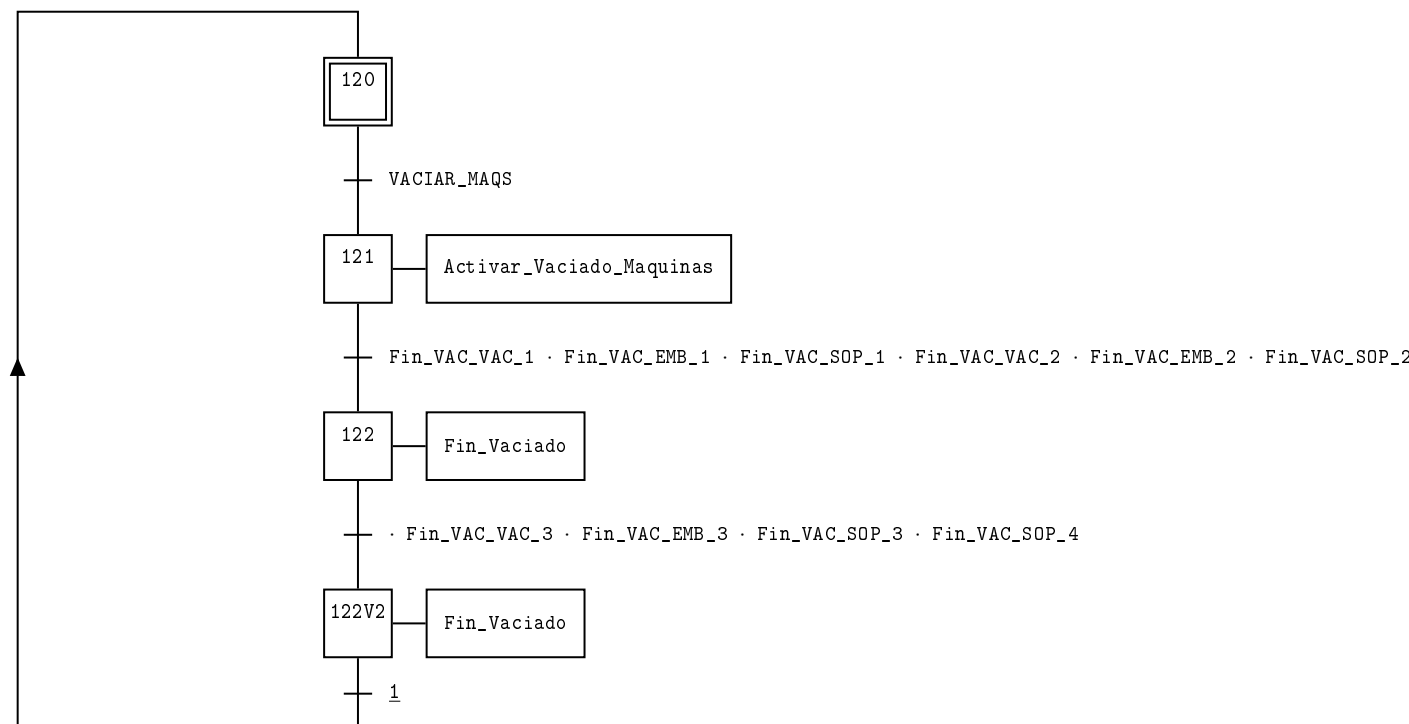 120
VACIAR_MAQS
121
Activar_Vaciado_Maquinas
Fin_VAC_VAC_1 · Fin_VAC_EMB_1 · Fin_VAC_SOP_1 · Fin_VAC_VAC_2 · Fin_VAC_EMB_2 · Fin_VAC_SOP_2
122
Fin_Vaciado
· Fin_VAC_VAC_3 · Fin_VAC_EMB_3 · Fin_VAC_SOP_3 · Fin_VAC_SOP_4
122V2
Fin_Vaciado
1